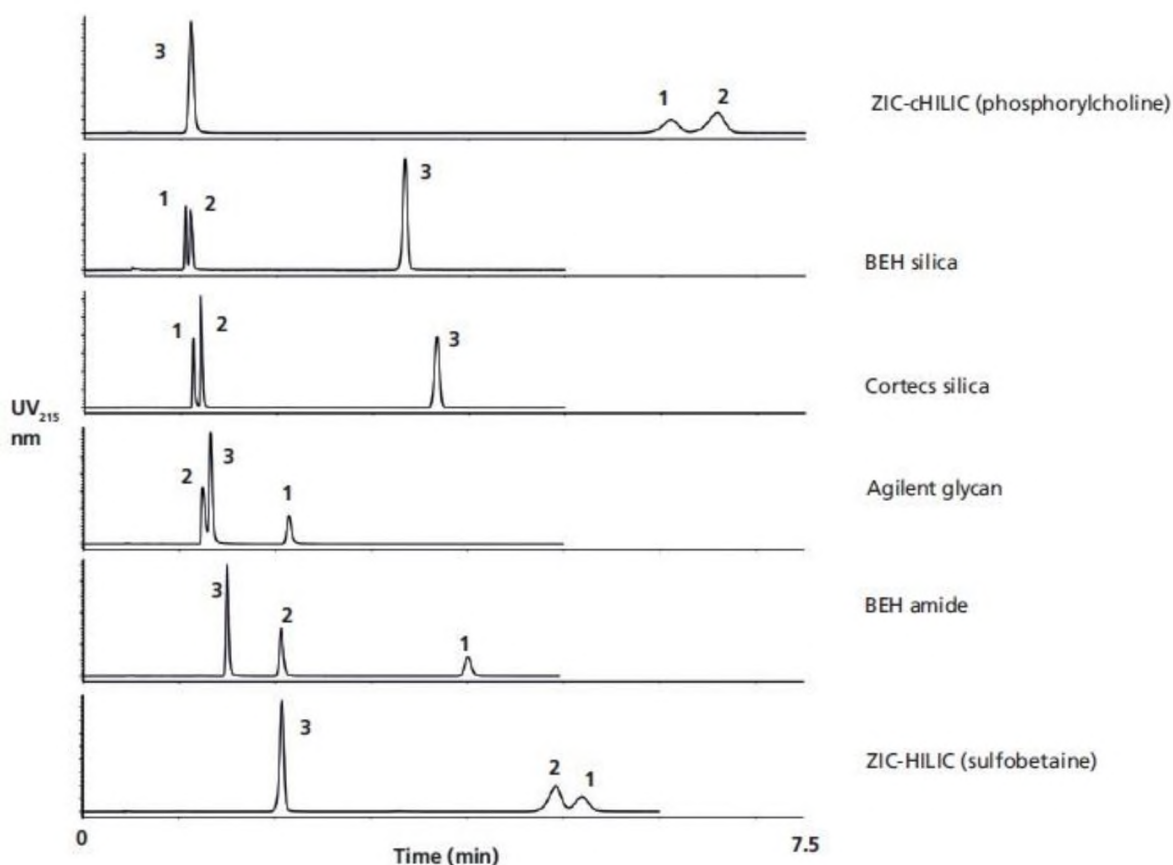 3
1
2
ZIC-cHILIC (phosphorylcholine)
1
2
3
BEH silica
1
2
3
Cortecs silica
UV215
nm
2
3
1
Agilent glycan
3
2
1
BEH amide
3
2
1
ZIC-HILIC (sulfobetaine)
0
7.5
Time (min)